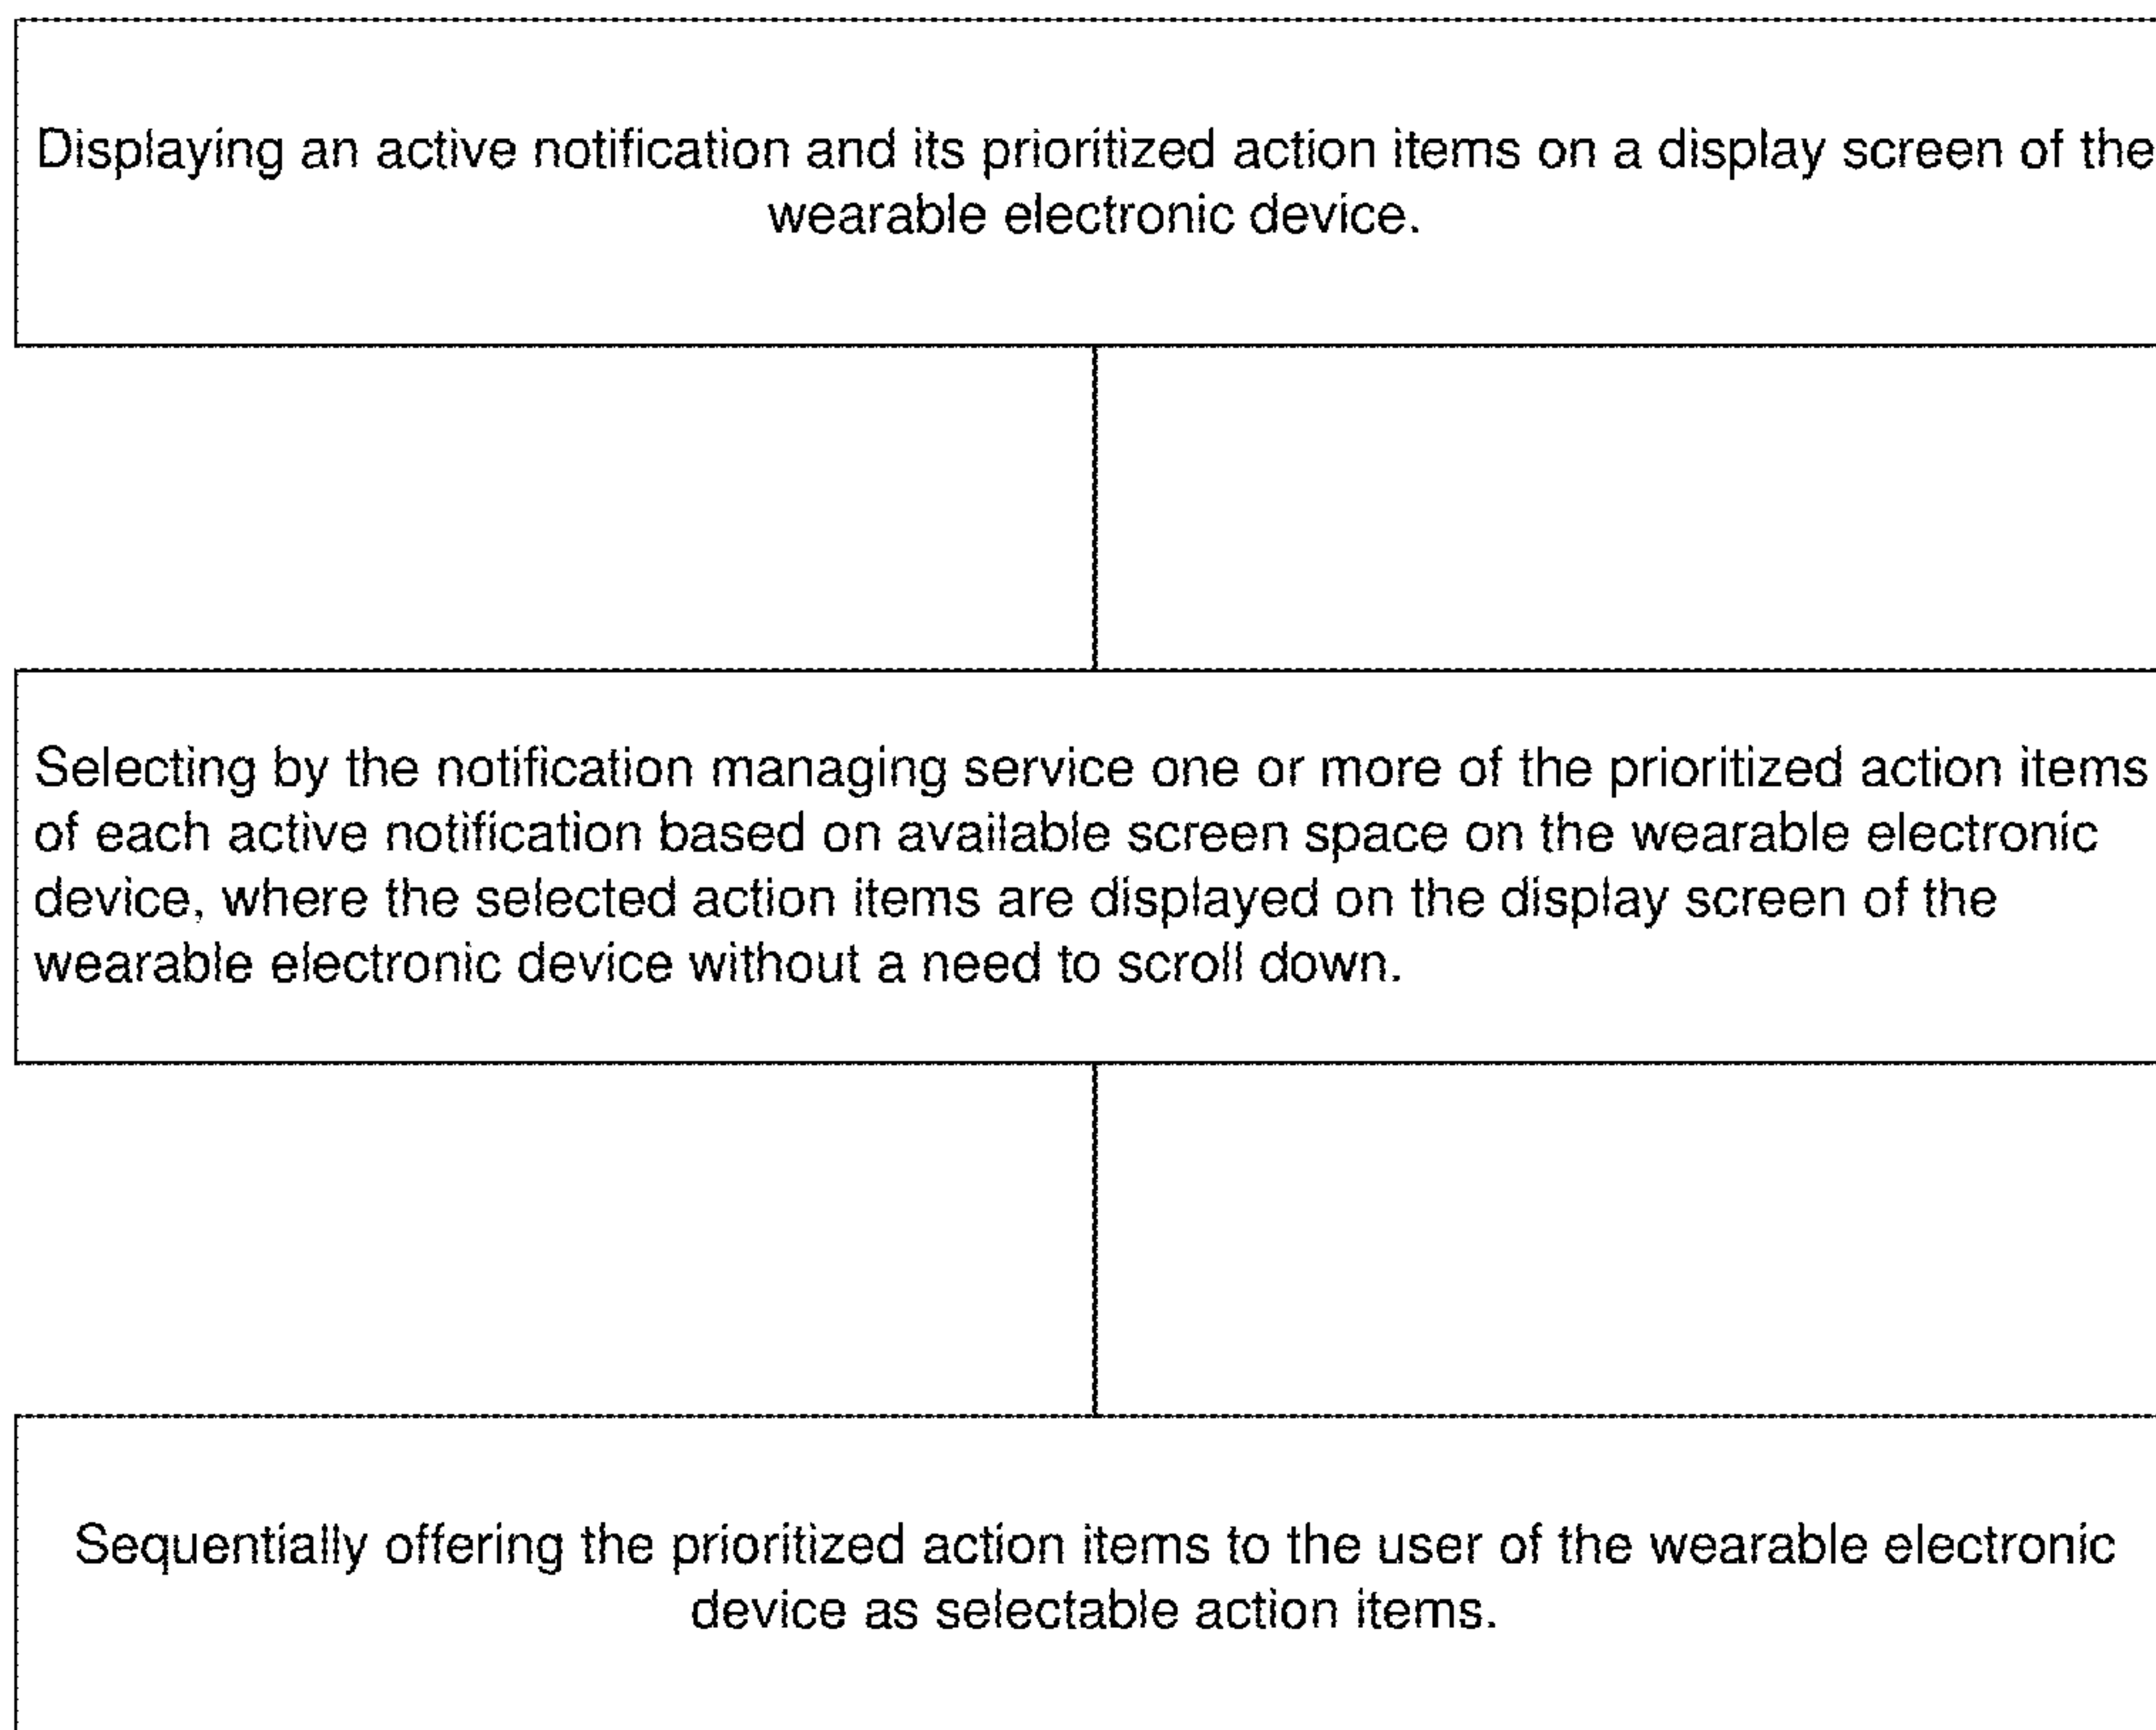 Displaying an active notification and its prioritized action items on a display screen of the
wearable electronic device.
Selecting by the notification managing service one or more of the prioritized action items
of each active notification based on available screen space on the wearable electronic
device, where the selected action items are displayed on the display screen of the
wearable electronic device without a need to scroll down.
Sequentially offering the prioritized action items to the user of the wearable electronic
device as selectable action items.